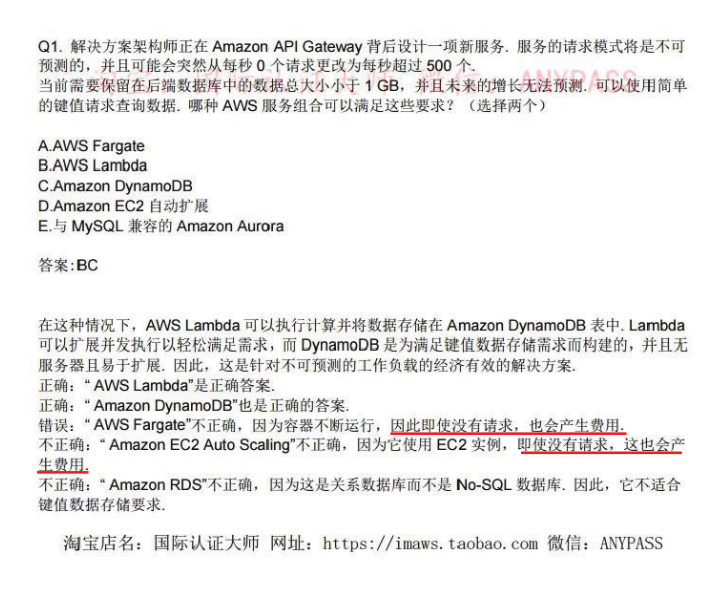 Q1. 解决方案架构师正在 Amazon API Gateway 背后设计一项新服务. 服务的请求模式将是不可
预测的，并且可能会突然从每秒 0 个请求更改为每秒超过 500 个.
当前需要保留在后端数据库中的数据总大小小于 1 GB，并且未来的增长无法预测. 可以使用简单
的键值请求查询数据. 哪种 AWS 服务组合可以满足这些要求？（选择两个）
A.AWS Fargate
B.AWS Lambda
C.Amazon DynamoDB
D.Amazon EC2 自动扩展
E.与 MySQL 兼容的 Amazon Aurora
答案:BC
在这种情况下，AWS Lambda 可以执行计算并将数据存储在 Amazon DynamoDB 表中. Lambda
可以扩展并发执行以轻松满足需求，而 DynamoDB 是为满足键值数据存储需求而构建的，并且无
服务器且易于扩展. 因此，这是针对不可预测的工作负载的经济有效的解决方案.
正确：“ AWS Lambda”是正确答案.
正确：“ Amazon DynamoDB”也是正确的答案.
错误：“ AWS Fargate”不正确，因为容器不断运行，因此即使没有请求，也会产生费用.
不正确：“ Amazon EC2 Auto Scaling”不正确，因为它使用 EC2 实例，即使没有请求，这也会产
生费用.
不正确：“ Amazon RDS”不正确，因为这是关系数据库而不是 No-SQL 数据库. 因此，它不适合
键值数据存储要求.
淘宝店名：国际认证大师 网址：https://imaws.taobao.com 微信：ANYPASS